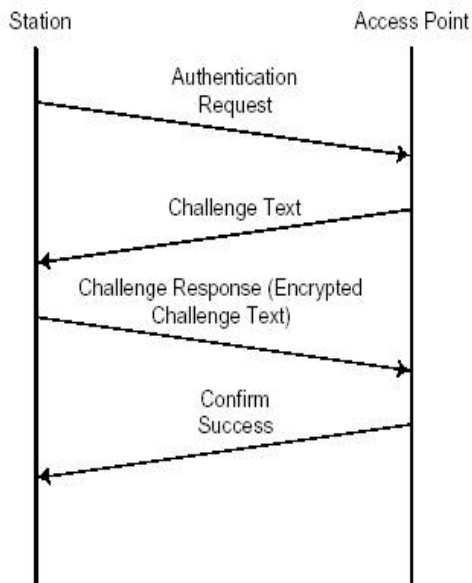 Station
Access Point
Authentication
Request
Challenge Text
Challenge Response (Encrypted
Challenge Text)
Confirm
Success